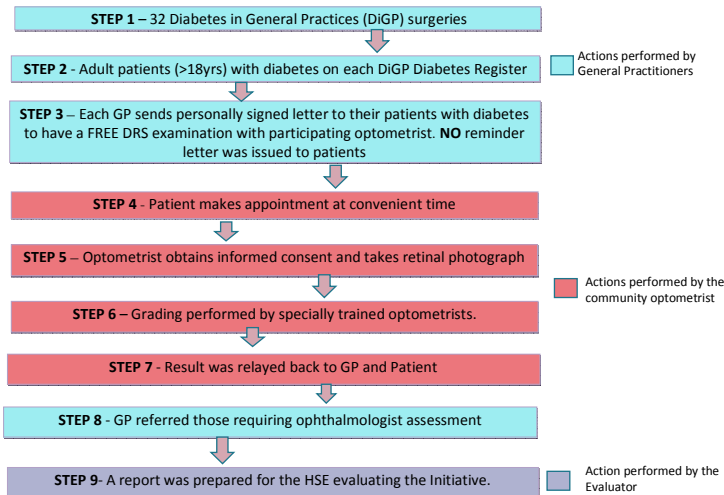 STEP 1 – 32 Diabetes in General Practices (DiGP) surgeries
STEP 2 - Adult patients (>18yrs) with diabetes on each DiGP Diabetes Register
Actions performed by
General Practitioners
STEP 3 – Each GP sends personally signed letter to their patients with diabetes
to have a FREE DRS examination with participating optometrist. NO reminder
letter was issued to patients
STEP 4 - Patient makes appointment at convenient time
STEP 5 – Optometrist obtains informed consent and takes retinal photograph
Actions performed by the
community optometrist
STEP 6 – Grading performed by specially trained optometrists.
STEP 7 - Result was relayed back to GP and Patient
STEP 8 - GP referred those requiring ophthalmologist assessment
STEP 9- A report was prepared for the HSE evaluating the Initiative.
Action performed by the
Evaluator